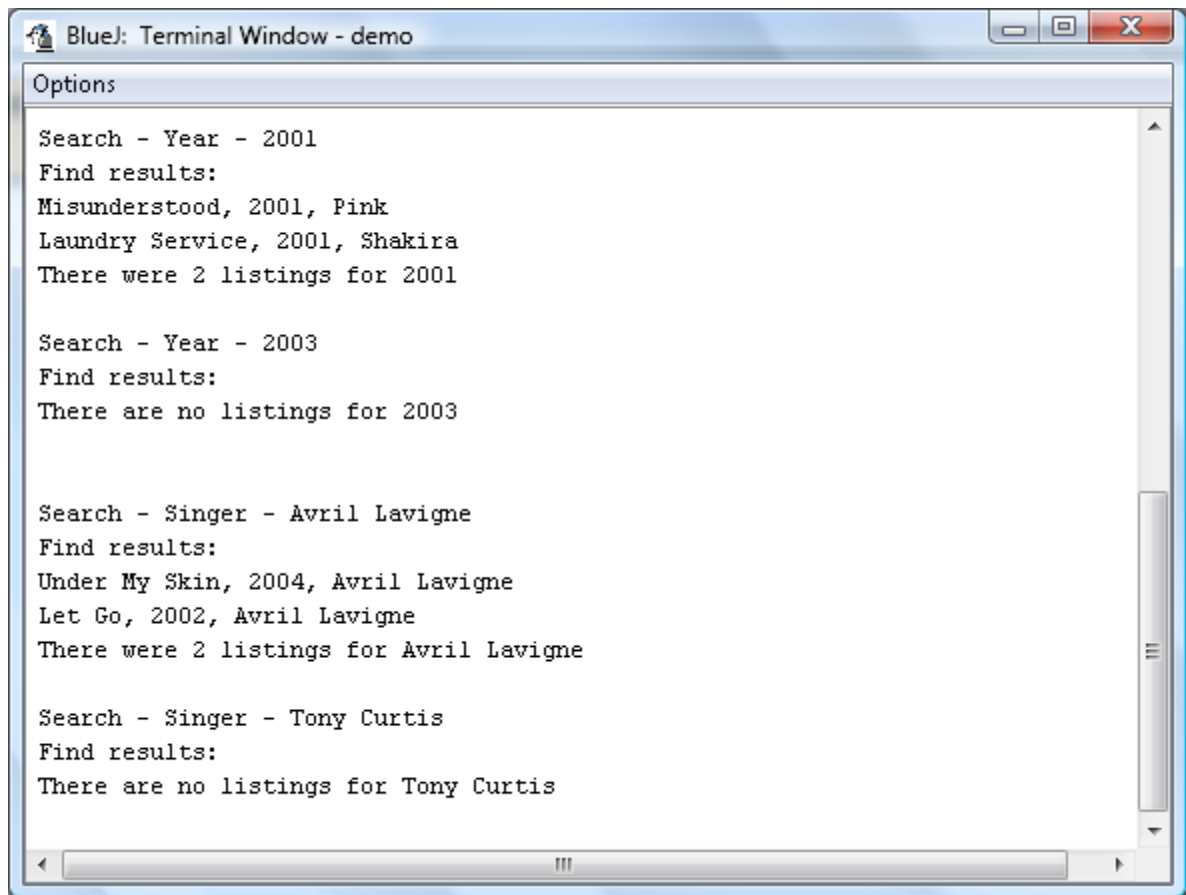 BlueJ: Terminal Window - demo
Options
Search - Year - 2001
Find results:
Misunderstood, 2001, Pink
Laundry Service, 2001, Shakira
There were 2 listings for 2001
Search - Year - 2003
Find results:
There are no listings for 2003
Search - Singer - Avril Lavigne
Find results:
Under My Skin, 2004, Avril Lavigne
Let Go, 2002, Avril Lavigne
There were 2 listings for Avril Lavigne
Search - Singer - Tony Curtis
Find results:
There are no listings for Tony Curtis